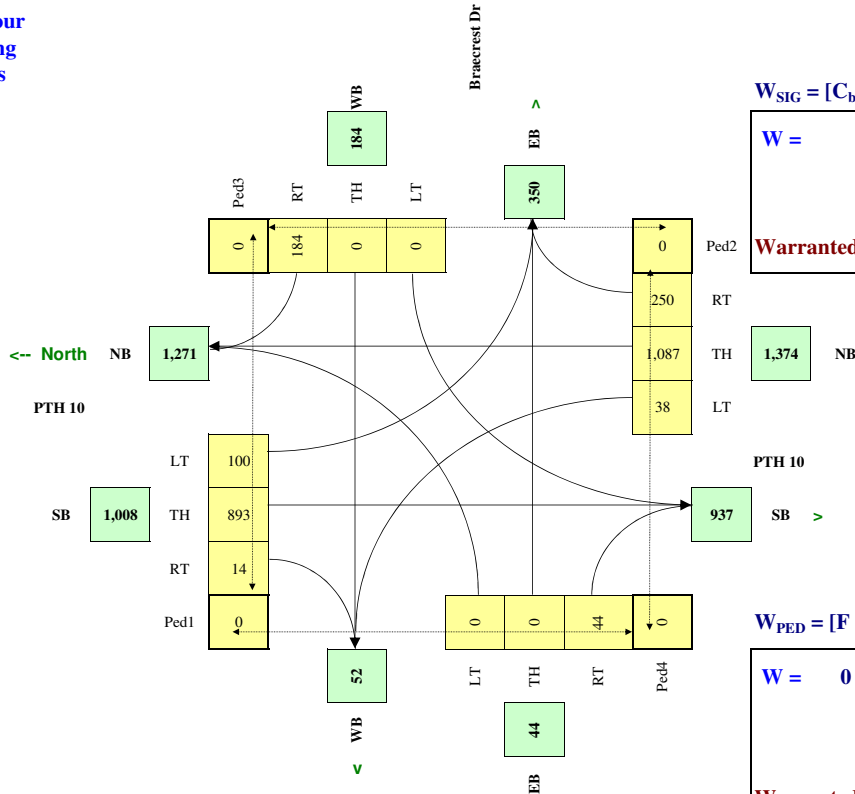 our
ng
s
Braecrest Dr
W_SIG = [C_b
W =
Warranted
WB
184
^
EB
350
Ped3
RT
TH
LT
0
184
0
0
0
Ped2
250
RT
1,087
TH
1,374
NB
38
LT
<-- North
NB
1,271
PTH 10
PTH 10
LT
100
SB
1,008
TH
893
937
SB
>
RT
14
Ped1
0
0
0
44
0
52
WB
v
LT
TH
RT
Ped4
44
EB
W_PED = [F
W = 0